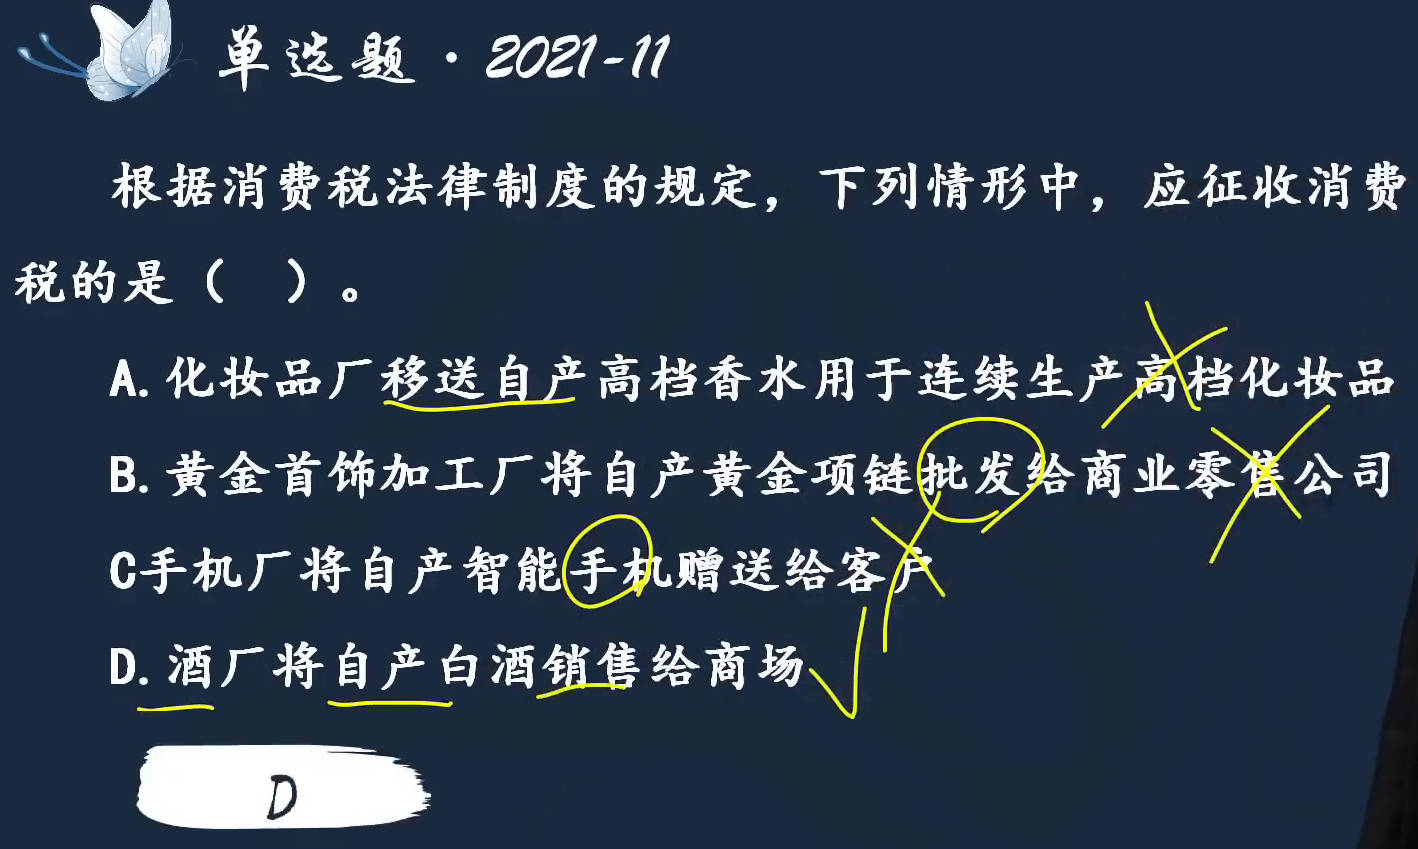 单选题·2021-11
根据消费税法律制度的规定，下列情形中，应征收消费
税的是（ ）。
A.化妆品厂移送自产高档香水用于连续生产高档化妆品
B.黄金首饰加工厂将自产黄金项链批发给商业零售公司
C手机厂将自产智能手机赠送给客户
D.酒厂将自产白酒销售给商场
D